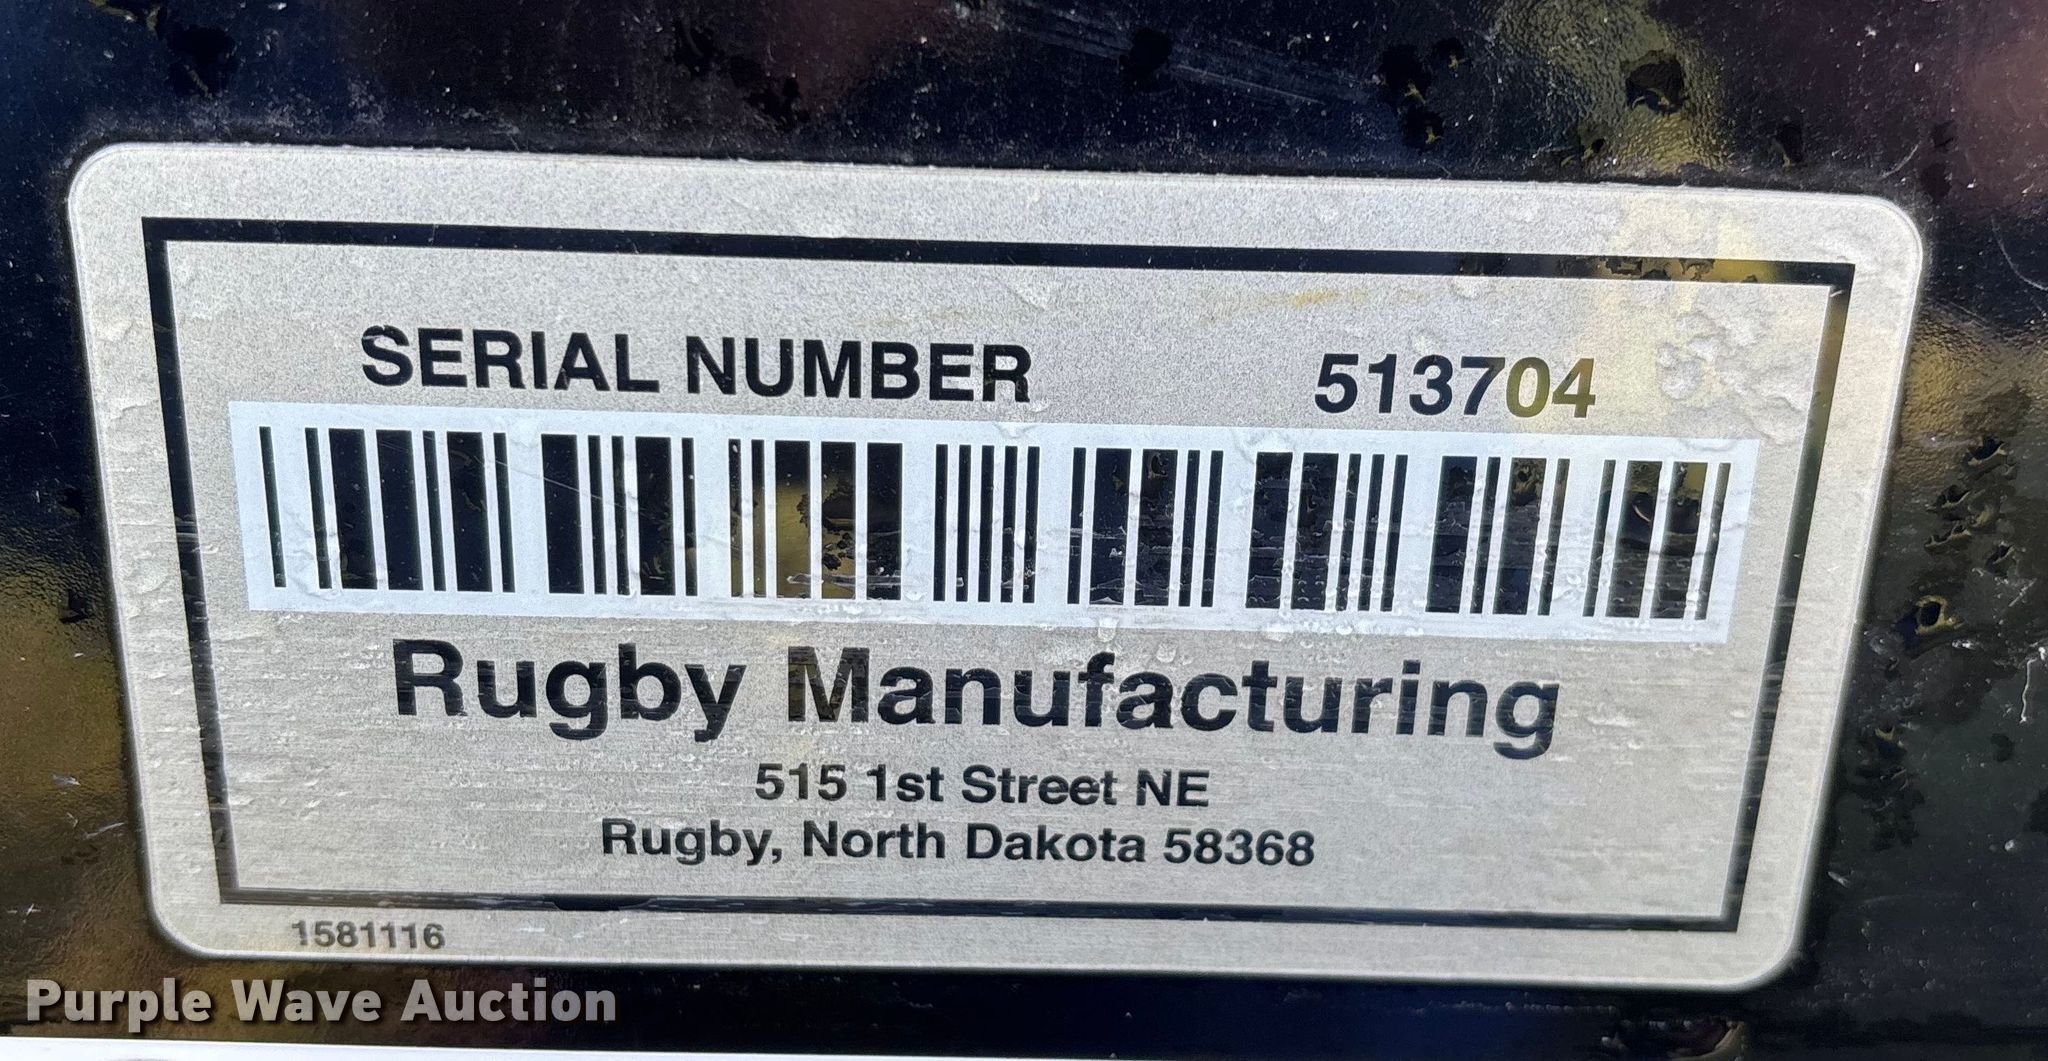 SERIAL NUMBER 513704
Rugby Manufacturing
515 1st Street NE
Rugby, North Dakota 58368
1581116
Purple Wave Auction